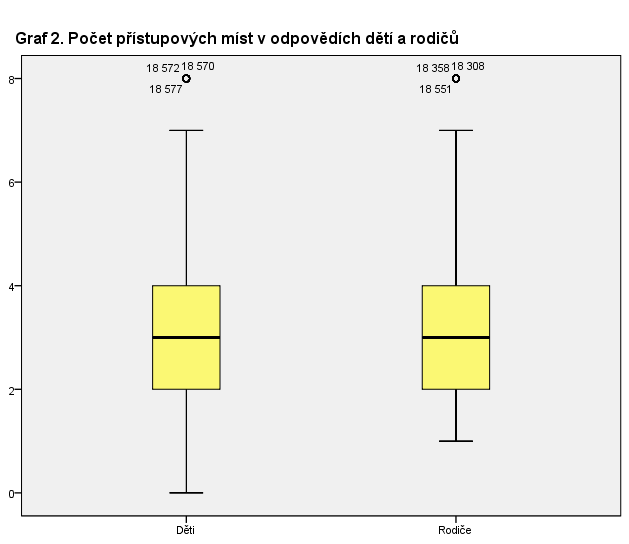 Graf 2. Počet přístupových míst v odpovědích dětí a rodičů
18 572 18 570
18 577
18 358 18 308
18 551
8
6
4
2
0
Děti
Rodiče